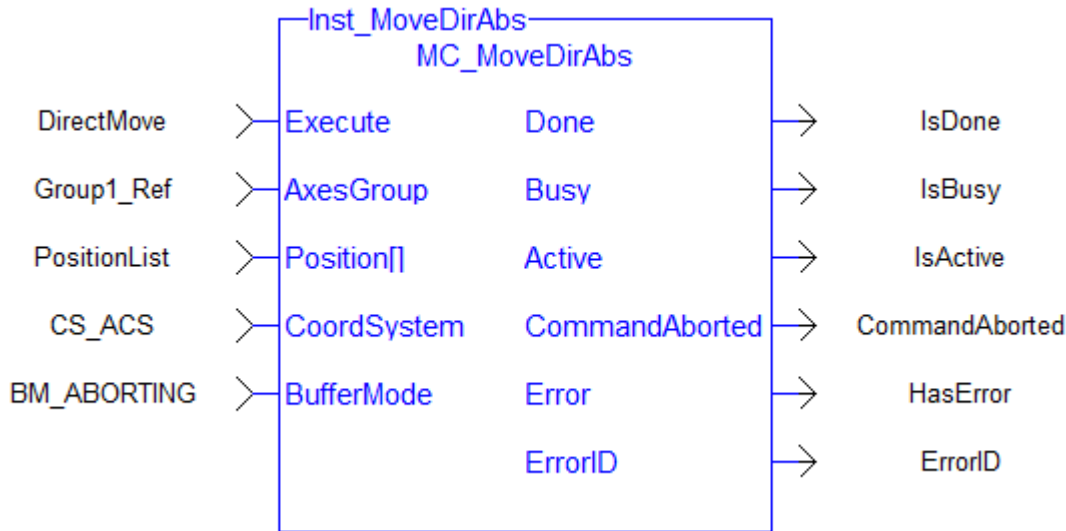 Inst_MoveDirAbs
MC_MoveDirAbs
DirectMove Execute Done IsDone
Group1_Ref AxesGroup Busy IsBusy
PositionList Position[] Active IsActive
CS_ACS CoordSystem CommandAborted CommandAborted
BM_ABORTING BufferMode Error HasError
ErrorID ErrorID